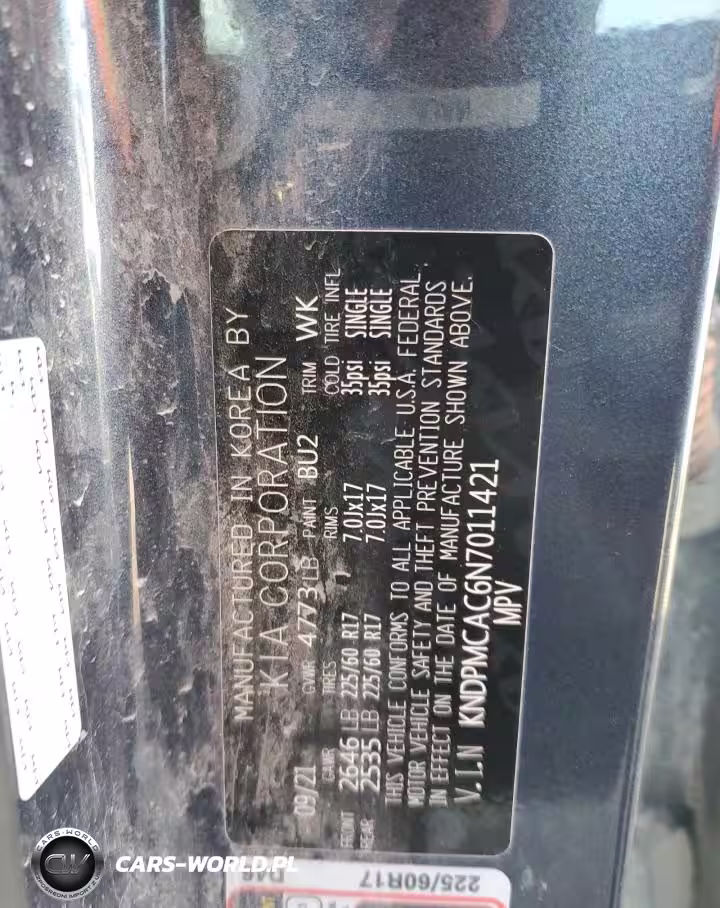 MANUFACTURED IN KOREA BY
KIA CORPORATION
09/21 GVWR 4773LB PAINT BU2 TRIM WK
GAWR TIRES RIMS COLD TIRE INFL
FRONT 2646 LB 225/60 R17 7.0Jx17 35psi SINGLE
REAR 2535 LB 225/60 R17 7.0Jx17 35psi SINGLE
THIS VEHICLE CONFORMS TO ALL APPLICABLE U.S.A. FEDERAL
MOTOR VEHICLE SAFETY AND THEFT PREVENTION STANDARDS
IN EFFECT ON THE DATE OF MANUFACTURE SHOWN ABOVE.
V.I.N KNDPMCAC6N7011421
MPV
225/60R17
CARS-WORLD
CW
CARS-WORLD.PL